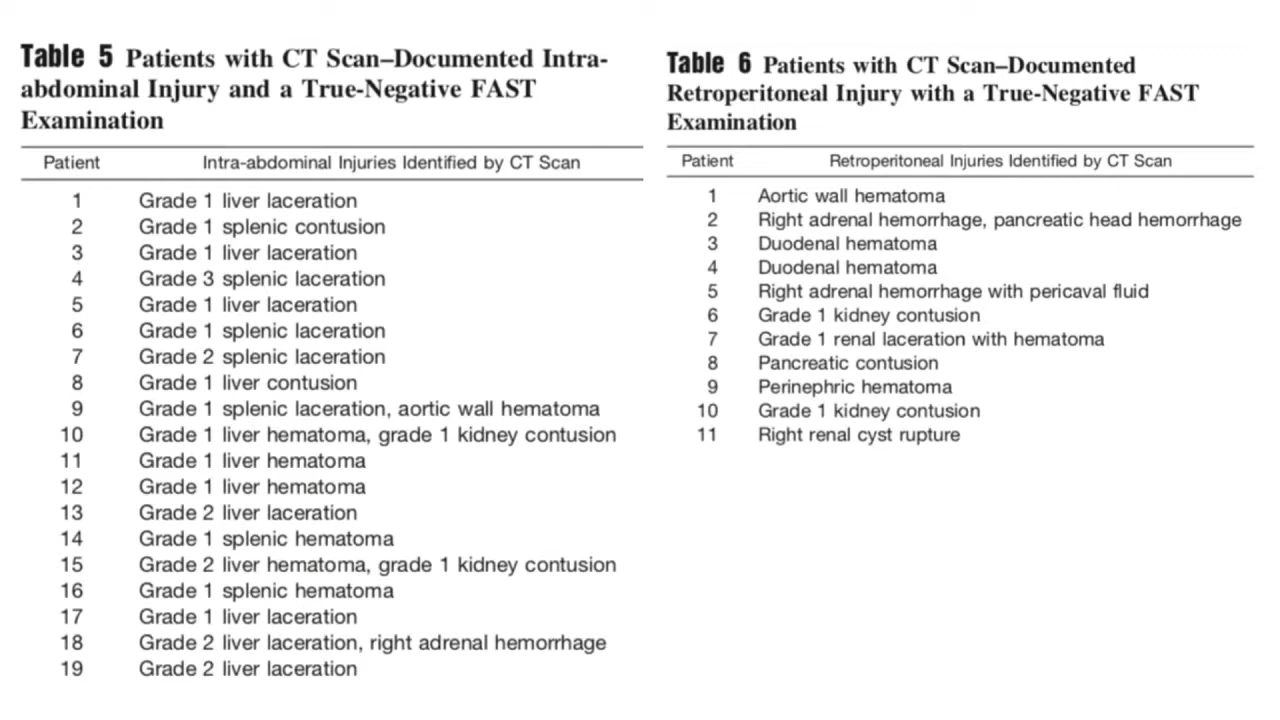 Table 5 Patients with CT Scan–Documented Intra-
abdominal Injury and a True-Negative FAST
Examination
Patient Intra-abdominal Injuries Identified by CT Scan
1 Grade 1 liver laceration
2 Grade 1 splenic contusion
3 Grade 1 liver laceration
4 Grade 3 splenic laceration
5 Grade 1 liver laceration
6 Grade 1 splenic laceration
7 Grade 2 splenic laceration
8 Grade 1 liver contusion
9 Grade 1 splenic laceration, aortic wall hematoma
10 Grade 1 liver hematoma, grade 1 kidney contusion
11 Grade 1 liver hematoma
12 Grade 1 liver hematoma
13 Grade 2 liver laceration
14 Grade 1 splenic hematoma
15 Grade 2 liver hematoma, grade 1 kidney contusion
16 Grade 1 splenic hematoma
17 Grade 1 liver laceration
18 Grade 2 liver laceration, right adrenal hemorrhage
19 Grade 2 liver laceration
Table 6 Patients with CT Scan–Documented
Retroperitoneal Injury with a True-Negative FAST
Examination
Patient Retroperitoneal Injuries Identified by CT Scan
1 Aortic wall hematoma
2 Right adrenal hemorrhage, pancreatic head hemorrhage
3 Duodenal hematoma
4 Duodenal hematoma
5 Right adrenal hemorrhage with pericaval fluid
6 Grade 1 kidney contusion
7 Grade 1 renal laceration with hematoma
8 Pancreatic contusion
9 Perinephric hematoma
10 Grade 1 kidney contusion
11 Right renal cyst rupture